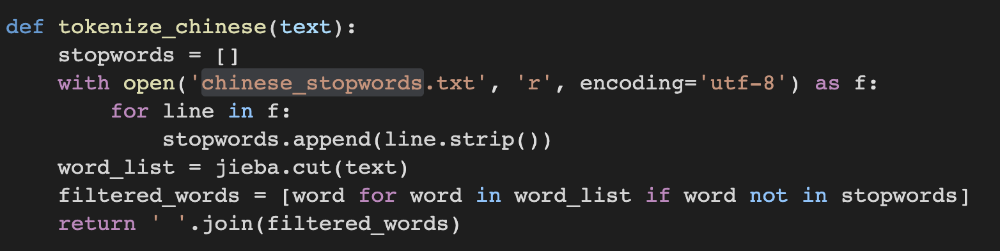 def tokenize_chinese(text):
    stopwords = []
    with open('chinese_stopwords.txt', 'r', encoding='utf-8') as f:
        for line in f:
            stopwords.append(line.strip())
    word_list = jieba.cut(text)
    filtered_words = [word for word in word_list if word not in stopwords]
    return ' '.join(filtered_words)